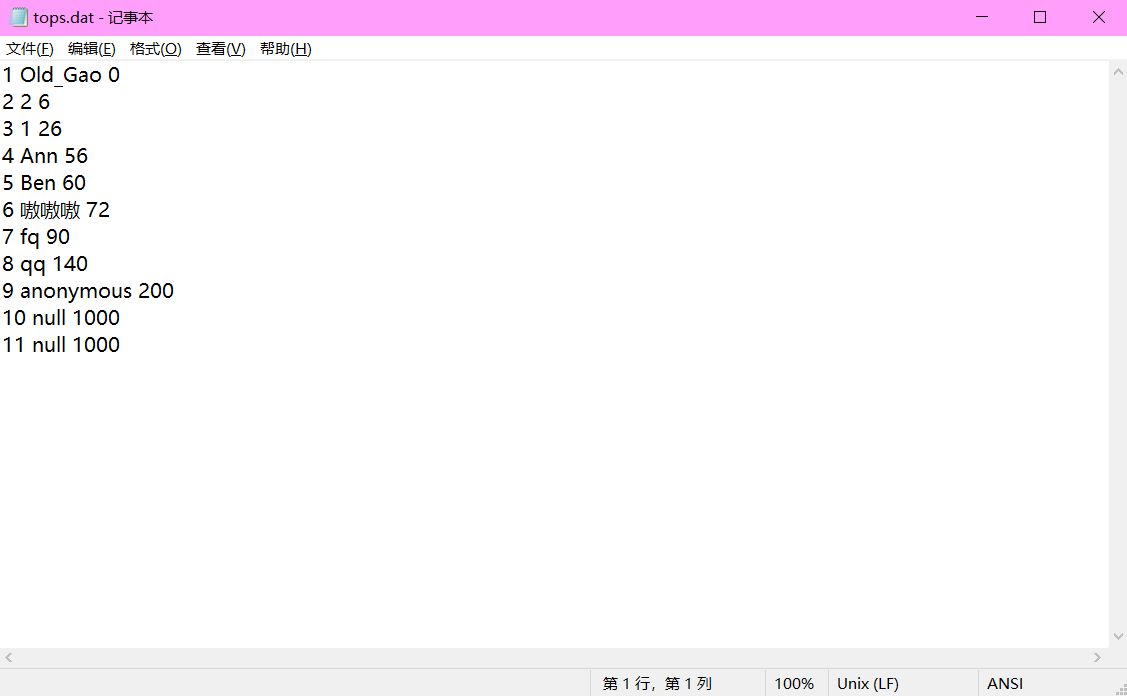 tops.dat - 记事本
文件(F) 编辑(E) 格式(O) 查看(V) 帮助(H)
1 Old_Gao 0
2 2 6
3 1 26
4 Ann 56
5 Ben 60
6 嗷嗷嗷 72
7 fq 90
8 qq 140
9 anonymous 200
10 null 1000
11 null 1000
第 1 行，第 1 列 100% Unix (LF) ANSI